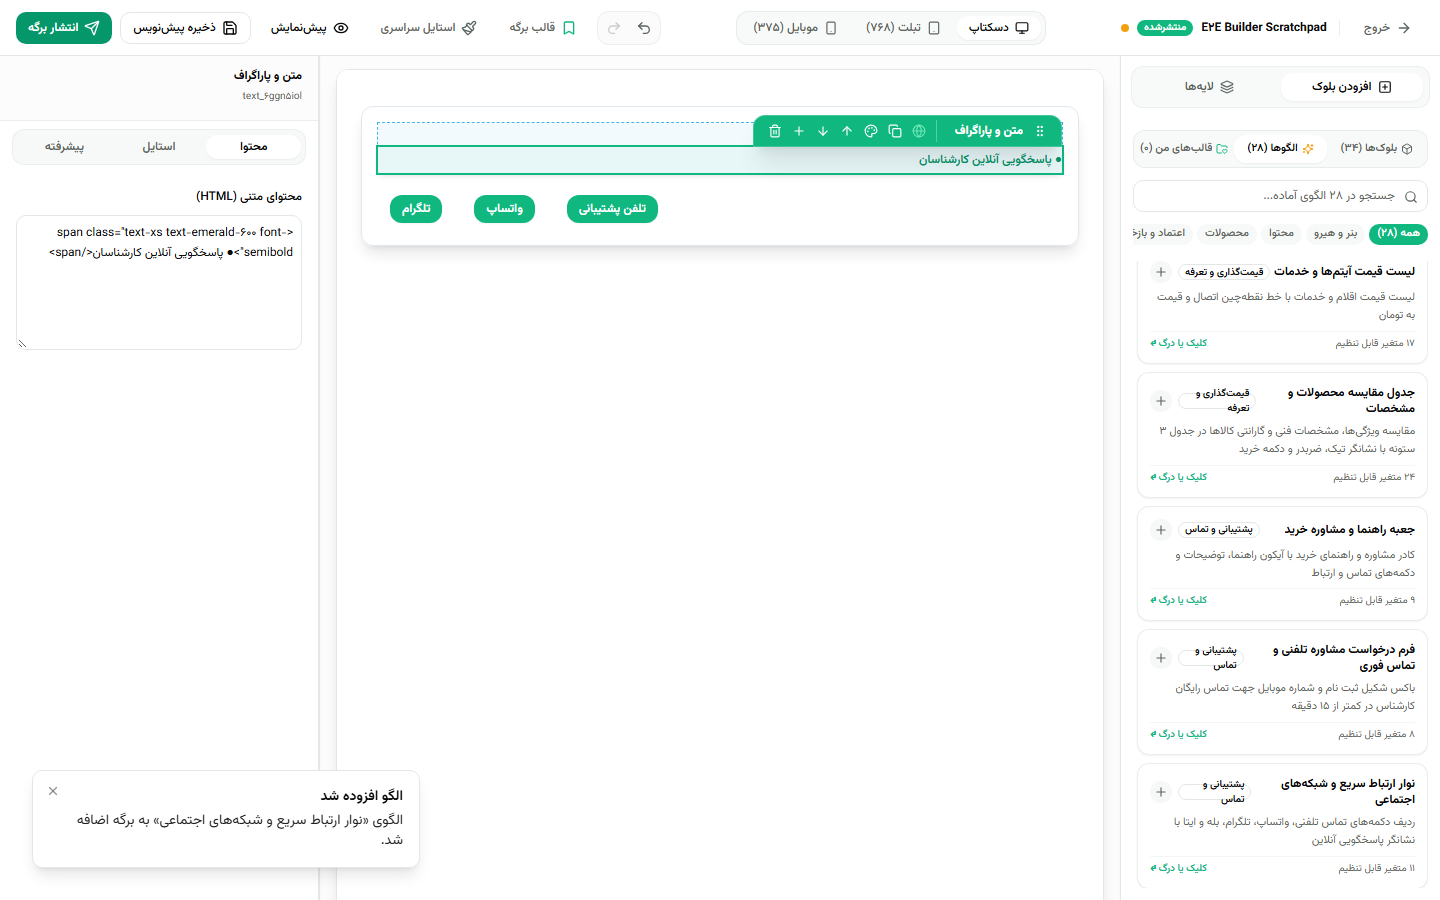 خروج
E2E Builder Scratchpad
منتشرشده
دسکتاپ
تبلت (۷۶۸)
موبایل (۳۷۵)
قالب برگه
استایل سراسری
پیش‌نمایش
ذخیره پیش‌نویس
انتشار برگه
افزودن بلوک
لایه‌ها
بلوک‌ها (۳۴)
الگوها (۲۸)
قالب‌های من (۰)
جستجو در ۲۸ الگوی آماده...
همه (۲۸)
بنر و هیرو
محتوا
محصولات
اعتماد و بازخ
لیست قیمت آیتم‌ها و خدمات
قیمت‌گذاری و تعرفه
لیست قیمت اقلام و خدمات با خط نقطه‌چین اتصال و قیمت
به تومان
۱۷ متغیر قابل تنظیم
کلیک یا درگ
جدول مقایسه محصولات و
مشخصات
قیمت‌گذاری و
تعرفه
مقایسه ویژگی‌ها، مشخصات فنی و گارانتی کالاها در جدول ۳
ستونه با نشانگر تیک، ضربدر و دکمه خرید
۲۴ متغیر قابل تنظیم
کلیک یا درگ
جعبه راهنما و مشاوره خرید
پشتیبانی و تماس
کادر مشاوره و راهنمای خرید با آیکون راهنما، توضیحات و
دکمه‌های تماس و ارتباط
۹ متغیر قابل تنظیم
کلیک یا درگ
فرم درخواست مشاوره تلفنی و
تماس فوری
پشتیبانی و
تماس
باکس شکیل ثبت نام و شماره موبایل جهت تماس رایگان
کارشناس در کمتر از ۱۵ دقیقه
۸ متغیر قابل تنظیم
کلیک یا درگ
نوار ارتباط سریع و شبکه‌های
اجتماعی
پشتیبانی و
تماس
ردیف دکمه‌های تماس تلفنی، واتساپ، تلگرام، بله و ایتا با
نشانگر پاسخگویی آنلاین
۱۱ متغیر قابل تنظیم
کلیک یا درگ
متن و پاراگراف
● پاسخگویی آنلاین کارشناسان
تلفن پشتیبانی
واتساپ
تلگرام
متن و پاراگراف
text_۶ggn۵iol
محتوا
استایل
پیشرفته
محتوای متنی (HTML)
<span class="text-xs text-emerald-۶۰۰ font-
semibold">● پاسخگویی آنلاین کارشناسان</span>
الگو افزوده شد
الگوی «نوار ارتباط سریع و شبکه‌های اجتماعی» به برگه اضافه
شد.